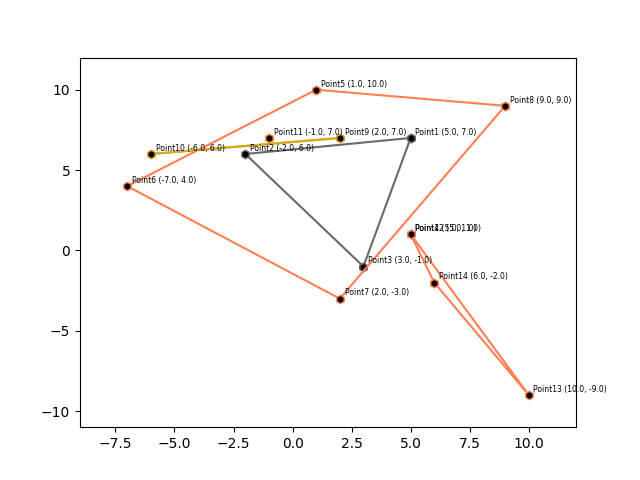 Point5 (1.0, 10.0)
Point8 (9.0, 9.0)
Point11 (-1.0, 7.0)
Point9 (2.0, 7.0)
Point1 (5.0, 7.0)
Point10 (-6.0, 6.0)
Point2 (-2.0, 6.0)
Point6 (-7.0, 4.0)
Point3 (3.0, -1.0)
Point14 (6.0, -2.0)
Point7 (2.0, -3.0)
Point13 (10.0, -9.0)
10
5
0
−5
−10
−7.5
−5.0
−2.5
0.0
2.5
5.0
7.5
10.0